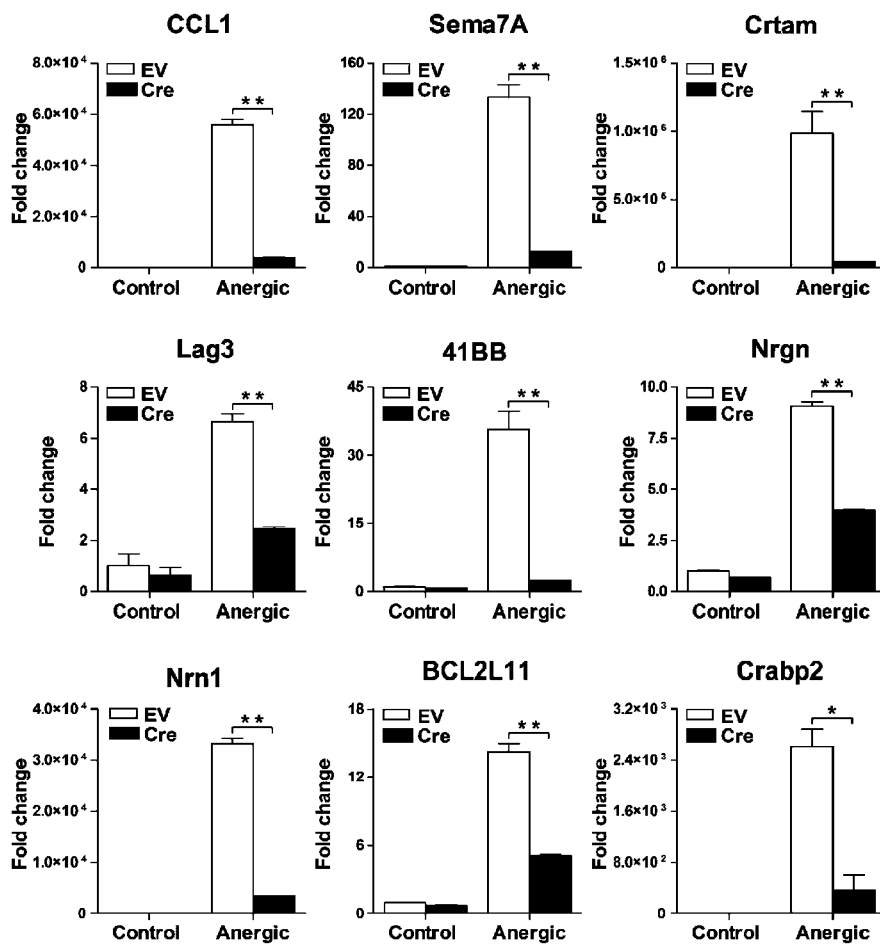 CCL1
Sema7A
Crtam
EV
Cre
**
8.0×10⁴
6.0×10⁴
4.0×10⁴
2.0×10⁴
0
Fold change
Control
Anergic
EV
Cre
**
160
120
80
40
0
Fold change
Control
Anergic
EV
Cre
**
1.5×10⁶
1.0×10⁶
5.0×10⁵
0
Fold change
Control
Anergic
Lag3
41BB
Nrgn
EV
Cre
**
8
6
4
2
0
Fold change
Control
Anergic
EV
Cre
**
45
30
15
0
Fold change
Control
Anergic
EV
Cre
**
10.0
7.5
5.0
2.5
0.0
Fold change
Control
Anergic
Nrn1
BCL2L11
Crabp2
EV
Cre
**
4.0×10⁴
3.0×10⁴
2.0×10⁴
1.0×10⁴
0
Fold change
Control
Anergic
EV
Cre
**
18
12
6
0
Fold change
Control
Anergic
EV
Cre
*
3.2×10³
2.4×10³
1.6×10³
8.0×10²
0
Fold change
Control
Anergic